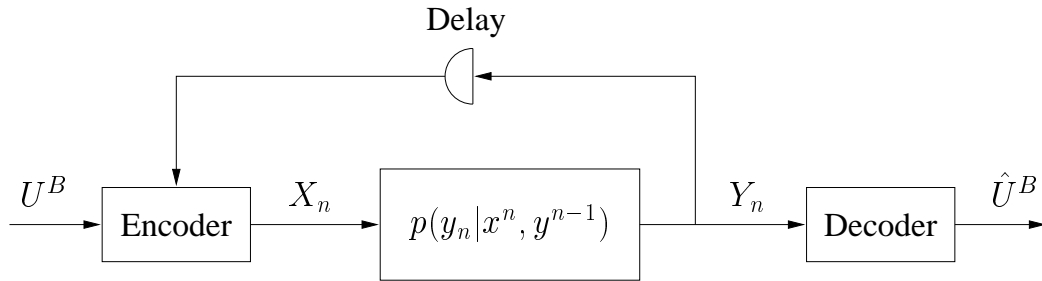 Delay
U^B
Encoder
X_n
p(y_n|x^n, y^{n-1})
Y_n
Decoder
Û^B